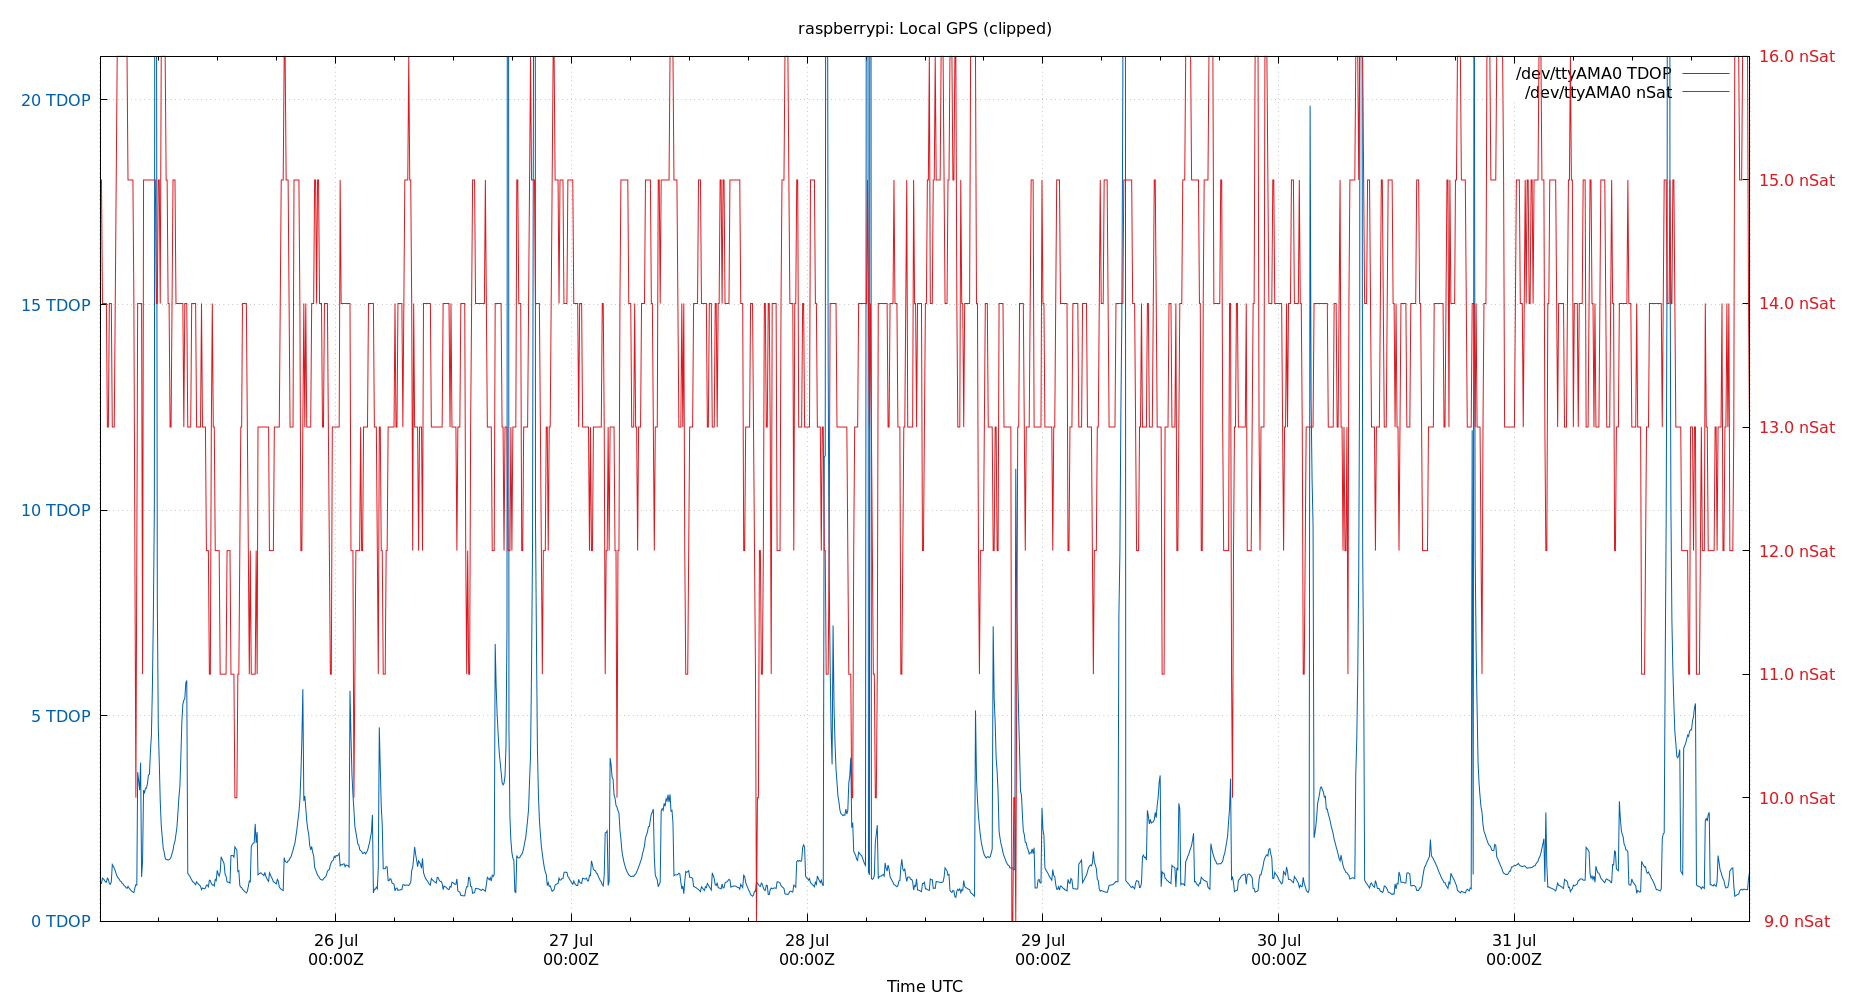 raspberrypi: Local GPS (clipped)
16.0 nSat
/dev/ttyAMA0 TDOP
/dev/ttyAMA0 nSat
20 TDOP
15.0 nSat
15 TDOP
14.0 nSat
13.0 nSat
10 TDOP
12.0 nSat
11.0 nSat
5 TDOP
10.0 nSat
0 TDOP
9.0 nSat
26 Jul
00:00Z
27 Jul
00:00Z
28 Jul
00:00Z
29 Jul
00:00Z
30 Jul
00:00Z
31 Jul
00:00Z
Time UTC